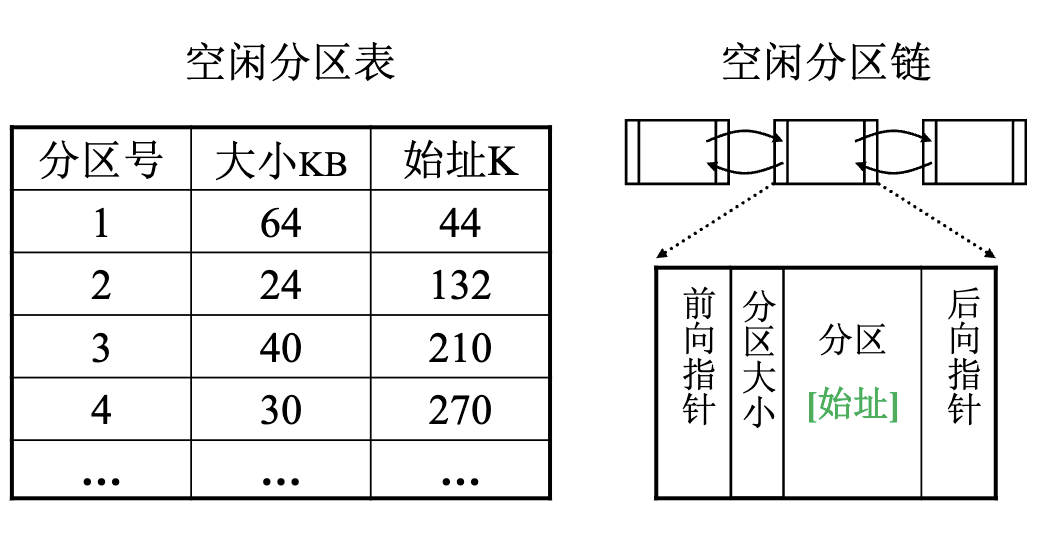 空闲分区表
分区号 大小KB 始址K
1 64 44
2 24 132
3 40 210
4 30 270
... ... ...
空闲分区链
前向指针
分区大小
分区
[始址]
后向指针